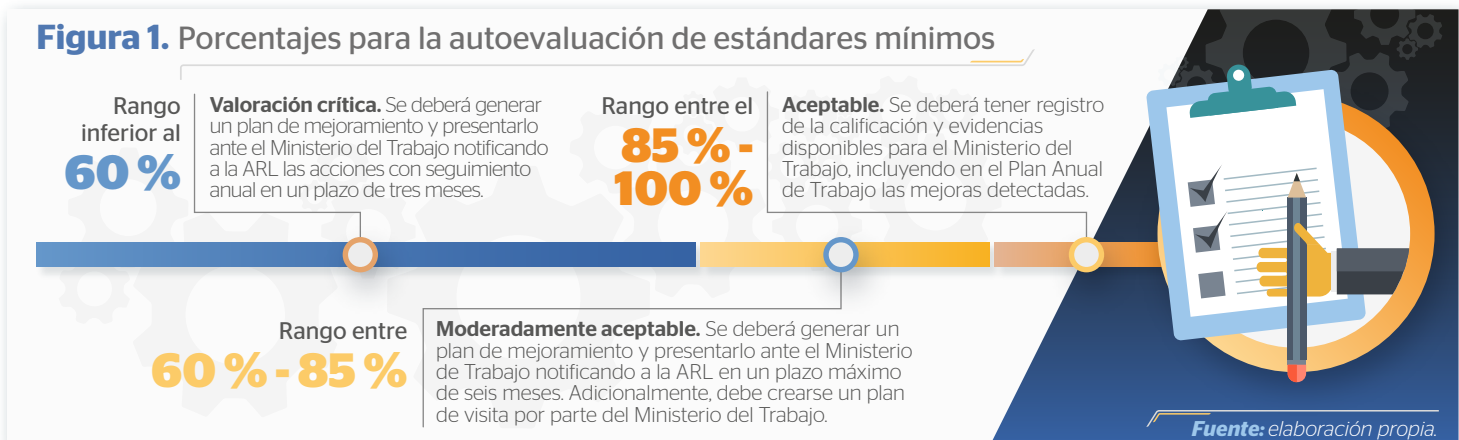 Figura 1. Porcentajes para la autoevaluación de estándares mínimos
Rango
inferior al
60 %
Valoración crítica. Se deberá generar
un plan de mejoramiento y presentarlo
ante el Ministerio del Trabajo notificando
a la ARL las acciones con seguimiento
anual en un plazo de tres meses.
Rango entre el
85 % -
100 %
Aceptable. Se deberá tener registro
de la calificación y evidencias
disponibles para el Ministerio del
Trabajo, incluyendo en el Plan Anual
de Trabajo las mejoras detectadas.
Rango entre
60 % - 85 %
Moderadamente aceptable. Se deberá generar un
plan de mejoramiento y presentarlo ante el Ministerio
de Trabajo notificando a la ARL en un plazo máximo
de seis meses. Adicionalmente, debe crearse un plan
de visita por parte del Ministerio del Trabajo.
Fuente: elaboración propia.